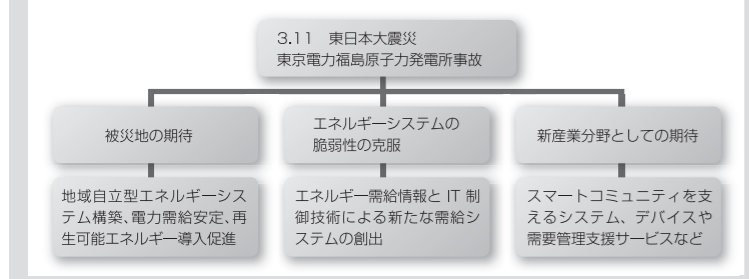 3.11　東日本大震災
東京電力福島原子力発電所事故
被災地の期待
エネルギーシステムの
脆弱性の克服
新産業分野としての期待
地域自立型エネルギーシス
テム構築、電力需給安定、再
生可能エネルギー導入促進
エネルギー需給情報と IT 制
御技術による新たな需給シ
ステムの創出
スマートコミュニティを支
えるシステム、デバイスや
需要管理支援サービスなど